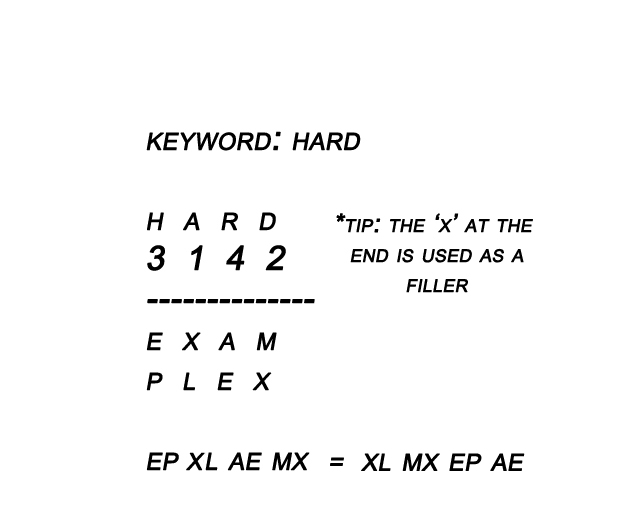 KEYWORD: HARD
H A R D
3 1 4 2
--------------
E X A M
P L E X
*TIP: THE ‘X’ AT THE
END IS USED AS A
FILLER
EP XL AE MX = XL MX EP AE